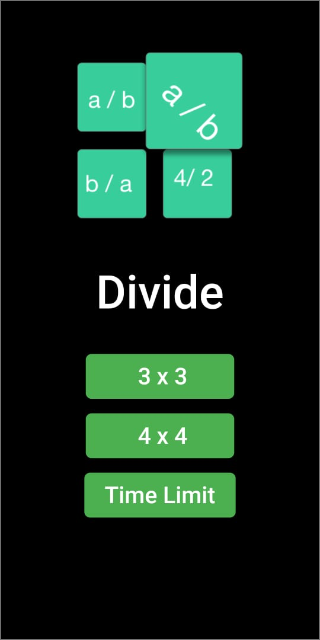 a / b
a / b
b / a
4/ 2
Divide
3 x 3
4 x 4
Time Limit